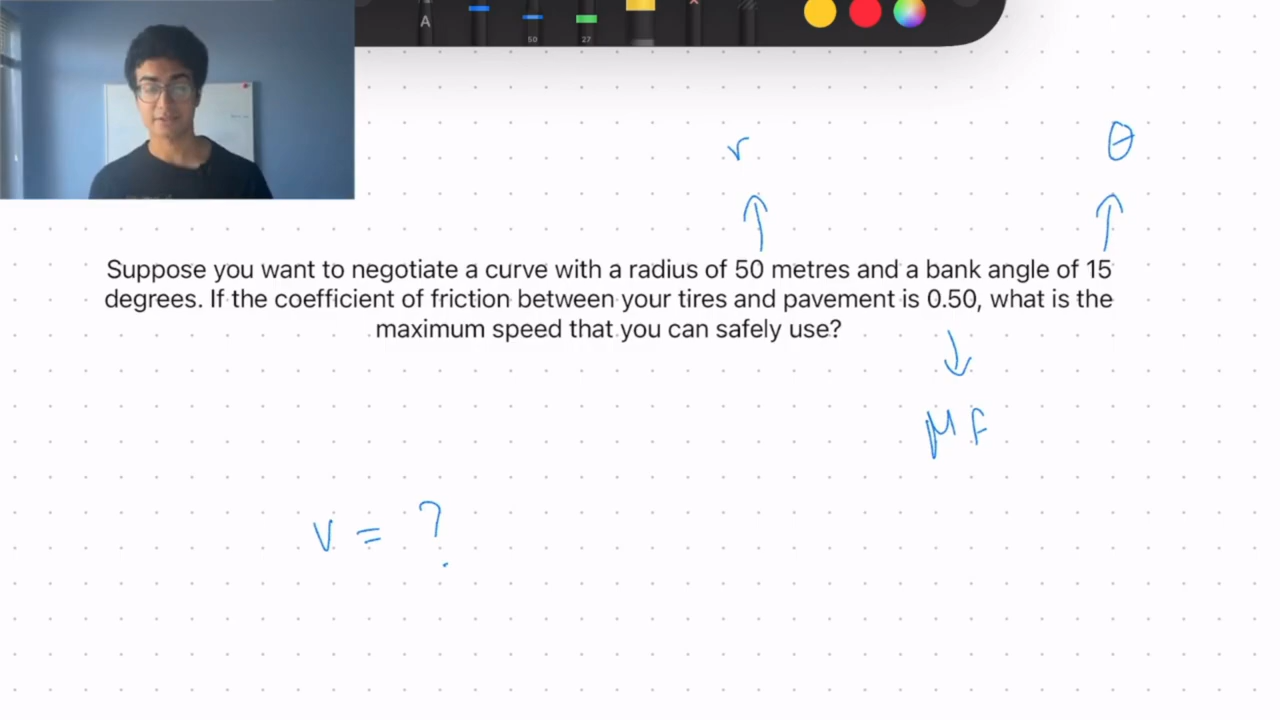 A
50
27
r
θ
Suppose you want to negotiate a curve with a radius of 50 metres and a bank angle of 15
degrees. If the coefficient of friction between your tires and pavement is 0.50, what is the
maximum speed that you can safely use?
μF
v = ?